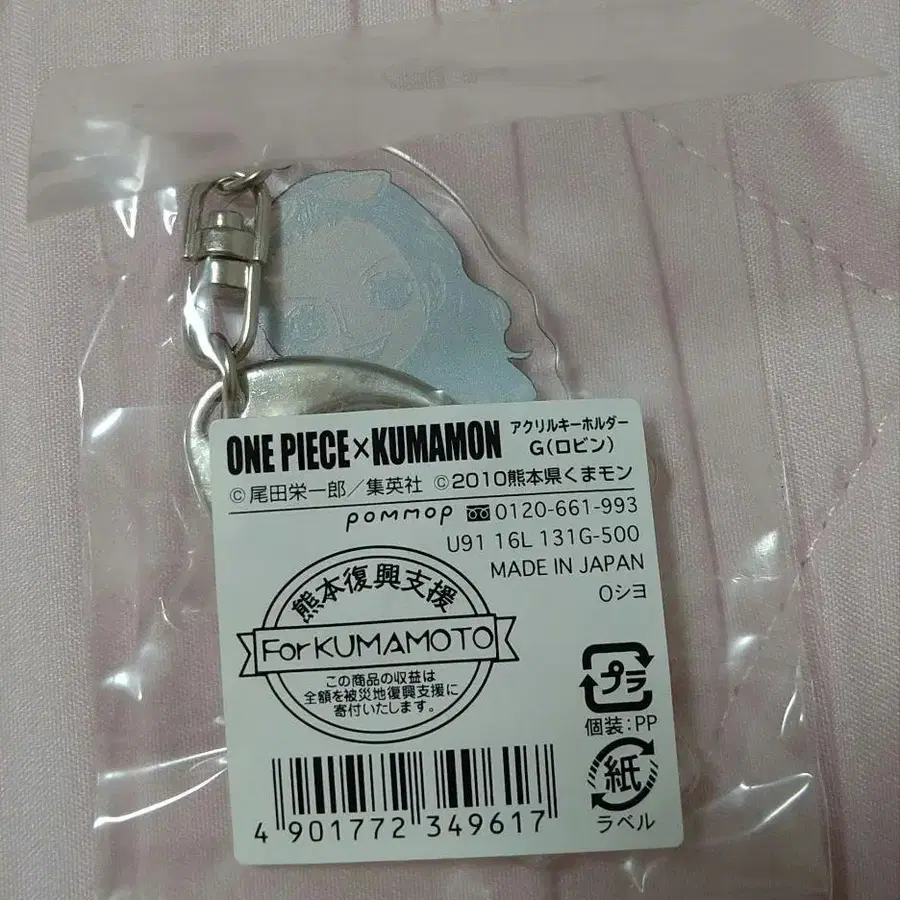 ONE PIECE×KUMAMON アクリルキーホルダー G(ロビン)
©尾田栄一郎/集英社 ©2010熊本県くまモン
pommop 0120-661-993
U91 16L 131G-500
MADE IN JAPAN
0シヨ
熊本復興支援
For KUMAMOTO
この商品の収益は
全額を被災地復興支援に
寄付いたします。
プラ
個装:PP
紙
ラベル
4 901772 349617